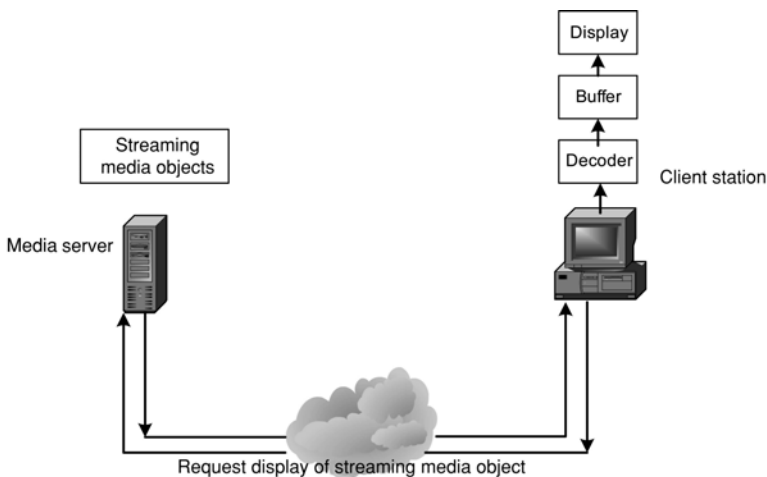 Display
Buffer
Streaming
media objects
Decoder
Client station
Media server
Request display of streaming media object